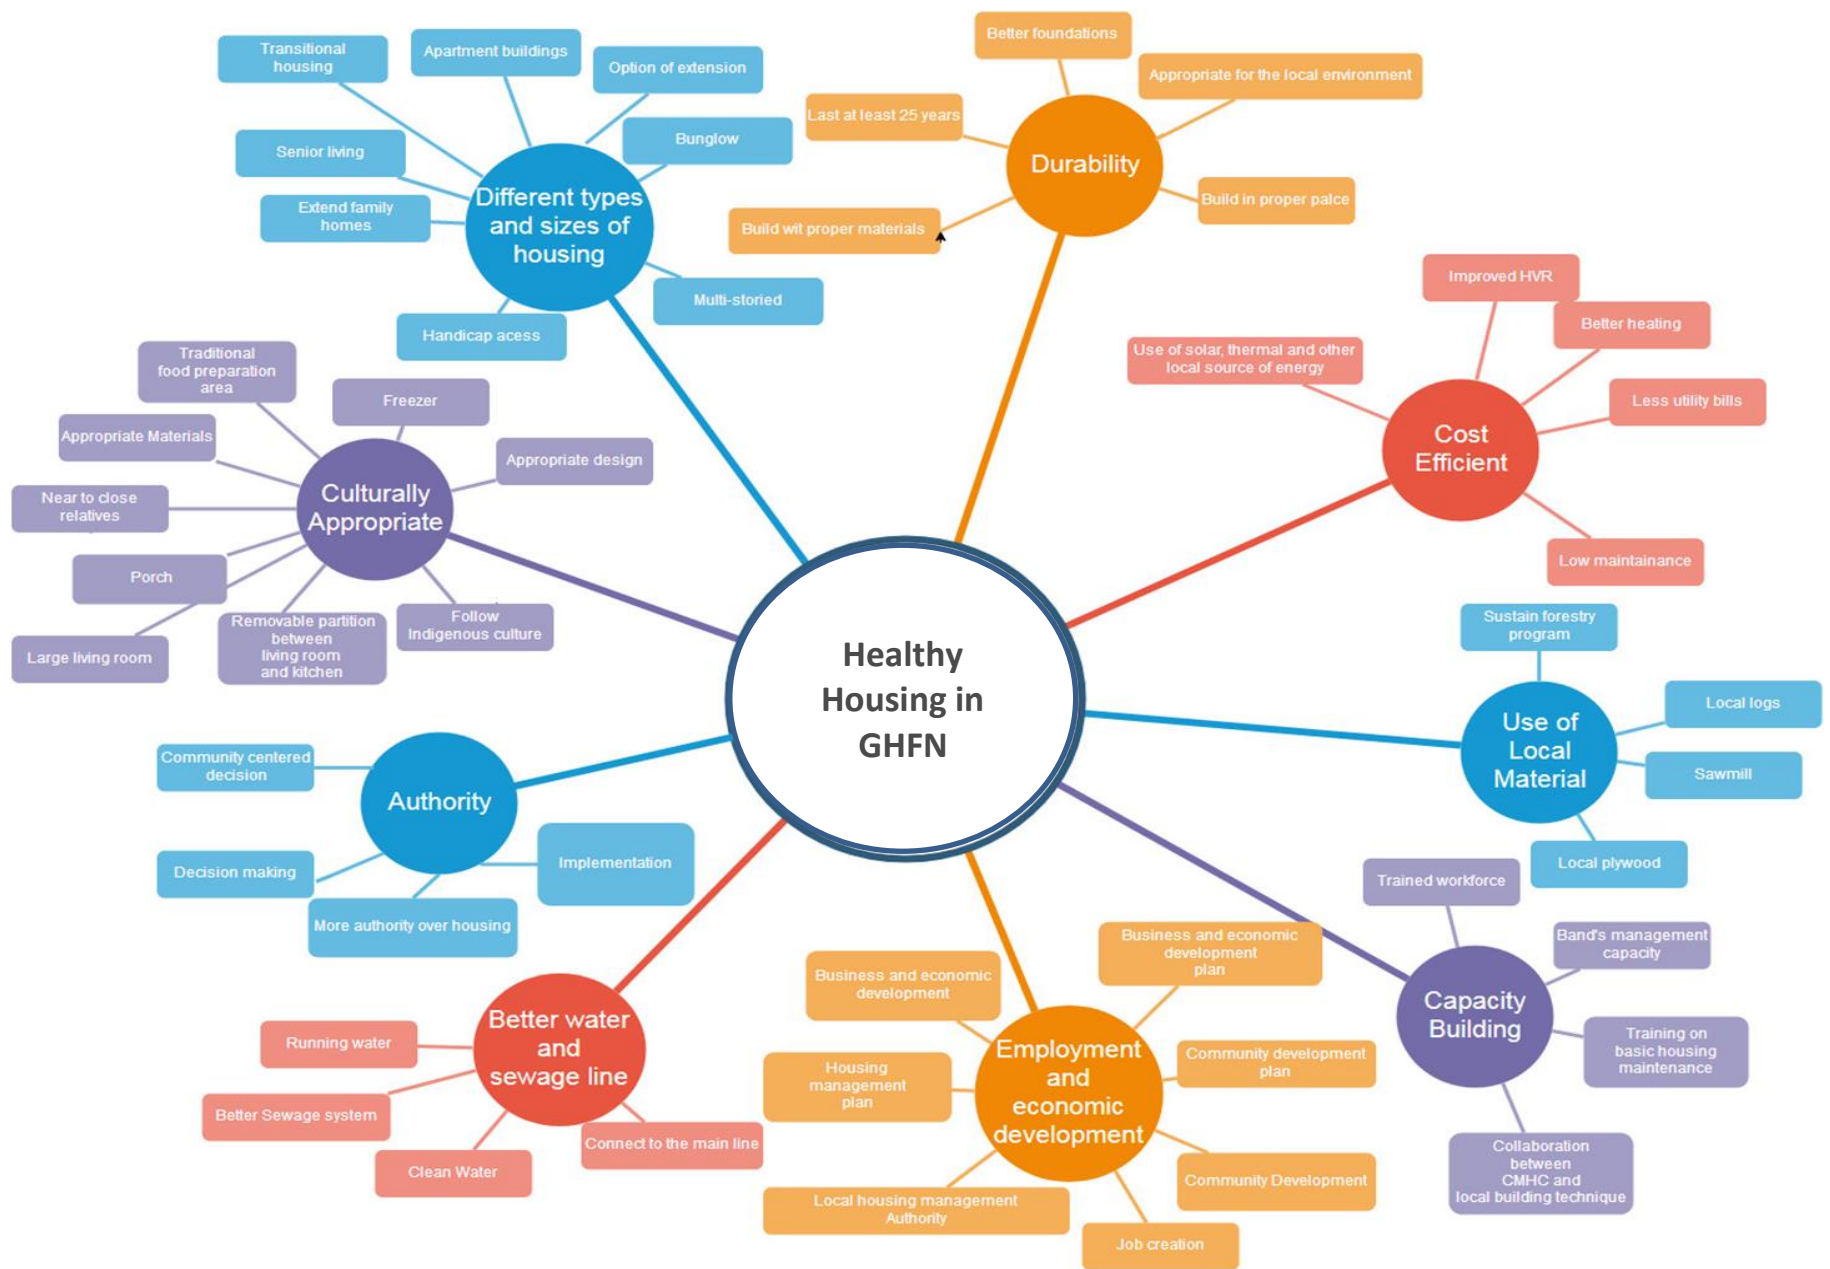 Transitional
housing
Apartment buildings
Option of extension
Bunglow
Senior living
Extend family
homes
Different types
and sizes of
housing
Multi-storied
Handicap acess
Better foundations
Appropriate for the local environment
Last at least 25 years
Durability
Build in proper palce
Build wit proper materials
Improved HVR
Better heating
Use of solar, thermal and other
local source of energy
Less utility bills
Cost
Efficient
Low maintainance
Traditional
food preparation
area
Freezer
Appropriate Materials
Appropriate design
Near to close
relatives
Culturally
Appropriate
Porch
Large living room
Removable partition
between
living room
and kitchen
Follow
Indigenous culture
Healthy
Housing in
GHFN
Sustain forestry
program
Local logs
Use of
Local
Material
Sawmill
Local plywood
Community centered
decision
Authority
Decision making
Implementation
More authority over housing
Trained workforce
Band's management
capacity
Capacity
Building
Training on
basic housing
maintenance
Collaboration
between
CMHC and
local building technique
Better water
and
sewage line
Running water
Better Sewage system
Clean Water
Connect to the main line
Business and economic
development
Business and economic
development
plan
Housing
management
plan
Employment
and
economic
development
Community development
plan
Community Development
Local housing management
Authority
Job creation